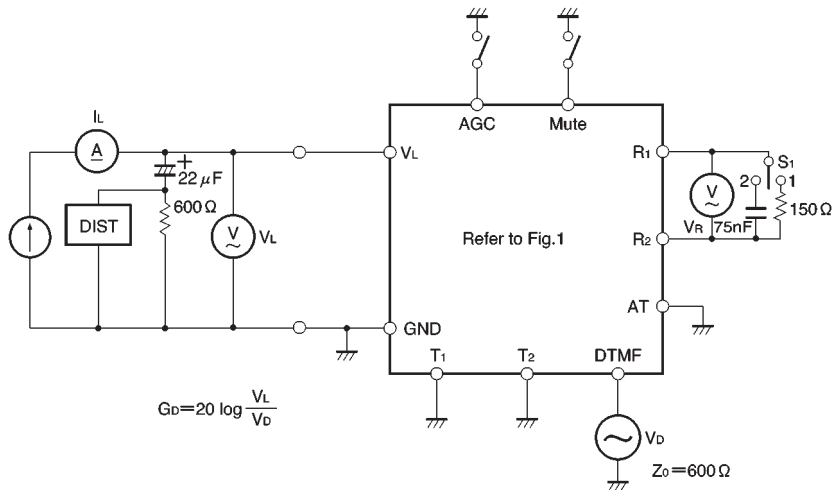 AGC
Mute
IL
A
22 μF
600 Ω
DIST
V
VL
VL
GND
Refer to Fig.1
R1
R2
AT
T1
T2
DTMF
V
VR
75nF
S1
2
1
150 Ω
GD=20 log VL/VD
VD
Z0=600 Ω